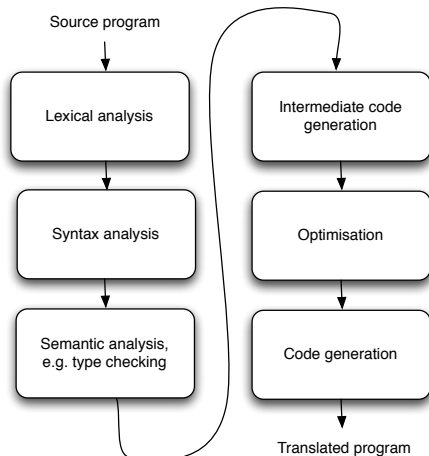 Source program
Lexical analysis
Syntax analysis
Semantic analysis,
e.g. type checking
Intermediate code
generation
Optimisation
Code generation
Translated program